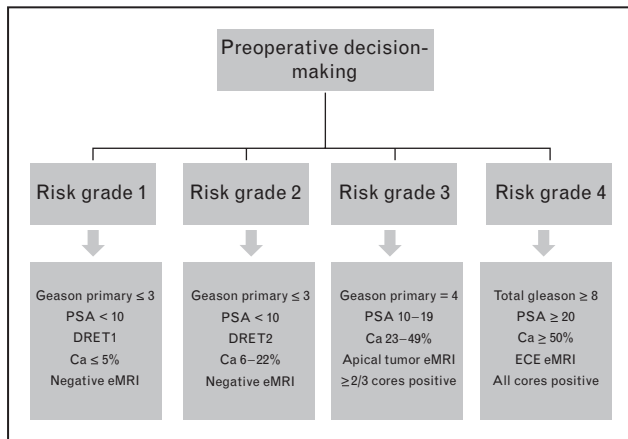 Preoperative decision-
making
Risk grade 1
Risk grade 2
Risk grade 3
Risk grade 4
Geason primary ≤ 3
PSA < 10
DRET1
Ca ≤ 5%
Negative eMRI
Geason primary ≤ 3
PSA < 10
DRET2
Ca 6–22%
Negative eMRI
Geason primary = 4
PSA 10–19
Ca 23–49%
Apical tumor eMRI
≥2/3 cores positive
Total gleason ≥ 8
PSA ≥ 20
Ca ≥ 50%
ECE eMRI
All cores positive